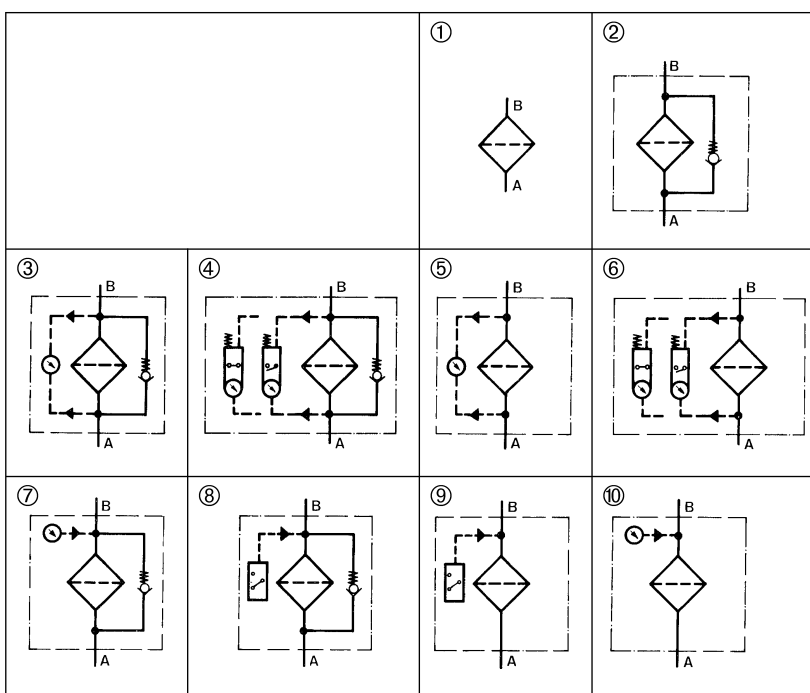 ① ②
B B
A A
③ ④ ⑤ ⑥
B B B B
A A A A
⑦ ⑧ ⑨ ⑩
B B B B
A A A A